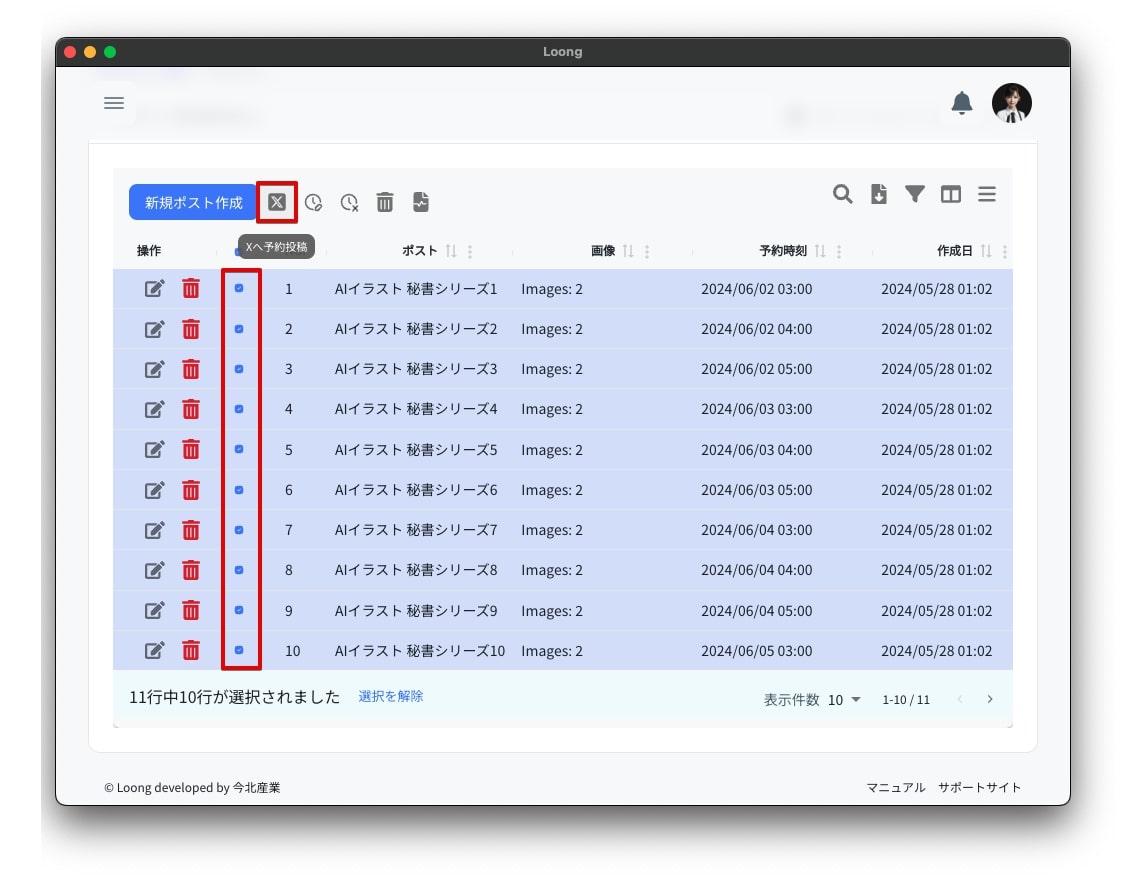 Loong
新規ポスト作成
Xへ予約投稿
操作 ポスト 画像 予約時刻 作成日
1 AIイラスト 秘書シリーズ1 Images: 2 2024/06/02 03:00 2024/05/28 01:02
2 AIイラスト 秘書シリーズ2 Images: 2 2024/06/02 04:00 2024/05/28 01:02
3 AIイラスト 秘書シリーズ3 Images: 2 2024/06/02 05:00 2024/05/28 01:02
4 AIイラスト 秘書シリーズ4 Images: 2 2024/06/03 03:00 2024/05/28 01:02
5 AIイラスト 秘書シリーズ5 Images: 2 2024/06/03 04:00 2024/05/28 01:02
6 AIイラスト 秘書シリーズ6 Images: 2 2024/06/03 05:00 2024/05/28 01:02
7 AIイラスト 秘書シリーズ7 Images: 2 2024/06/04 03:00 2024/05/28 01:02
8 AIイラスト 秘書シリーズ8 Images: 2 2024/06/04 04:00 2024/05/28 01:02
9 AIイラスト 秘書シリーズ9 Images: 2 2024/06/04 05:00 2024/05/28 01:02
10 AIイラスト 秘書シリーズ10 Images: 2 2024/06/05 03:00 2024/05/28 01:02
11行中10行が選択されました 選択を解除 表示件数 10 1-10 / 11
© Loong developed by 今北産業 マニュアル サポートサイト